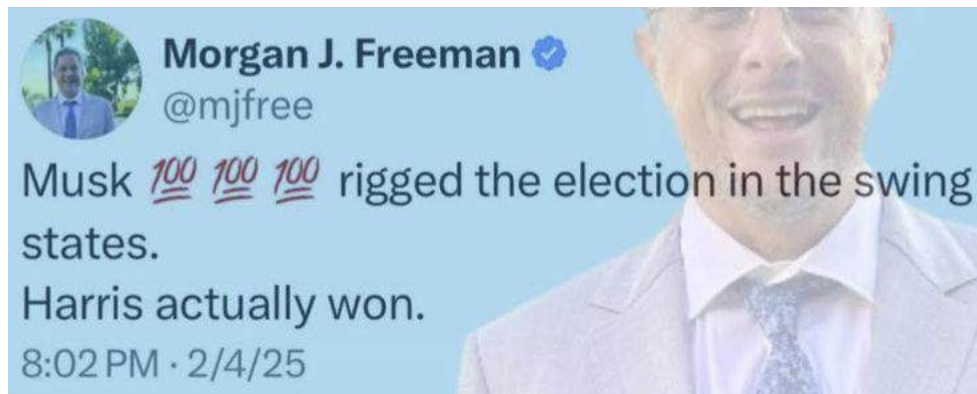 Morgan J. Freeman
@mjfree
Musk 💯 💯 💯 rigged the election in the swing
states.
Harris actually won.
8:02 PM · 2/4/25